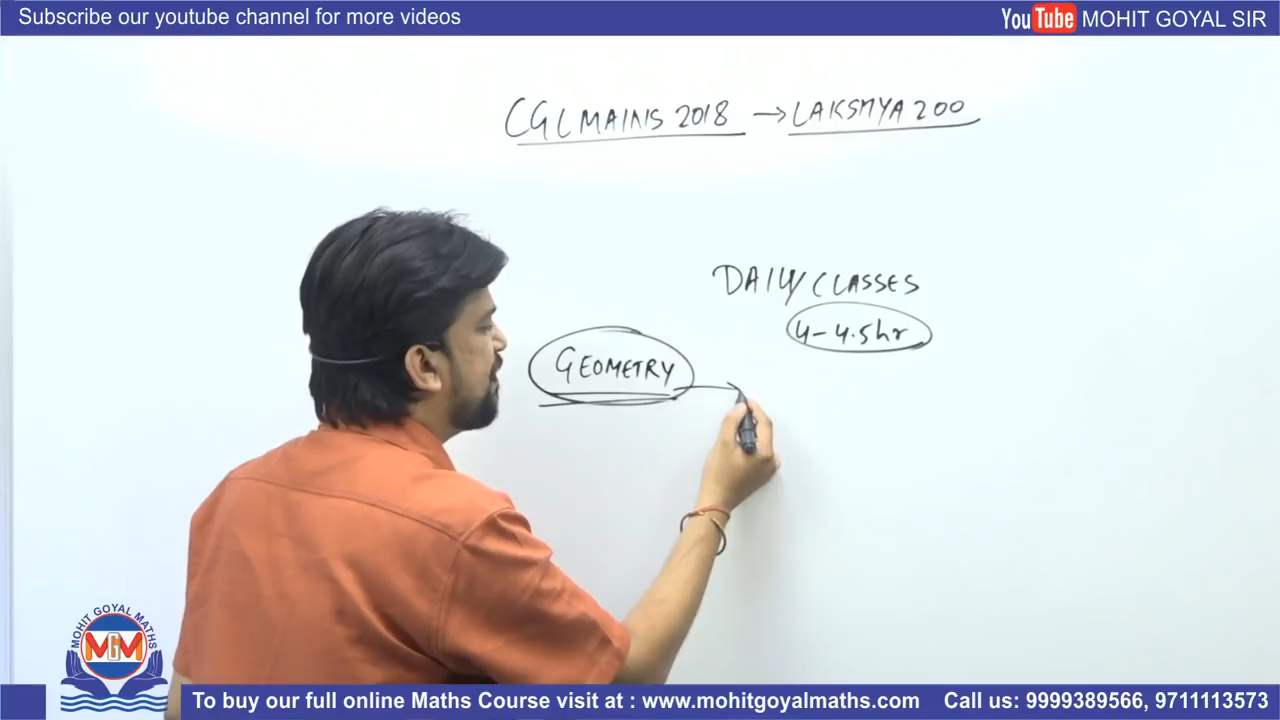 Subscribe our youtube channel for more videos
YouTube MOHIT GOYAL SIR
CGL MAINS 2018 → LAKSHYA 200
DAILY CLASSES
4-4.5hr
GEOMETRY
MOHIT GOYAL MATHS
MGM
To buy our full online Maths Course visit at : www.mohitgoyalmaths.com Call us: 9999389566, 9711113573